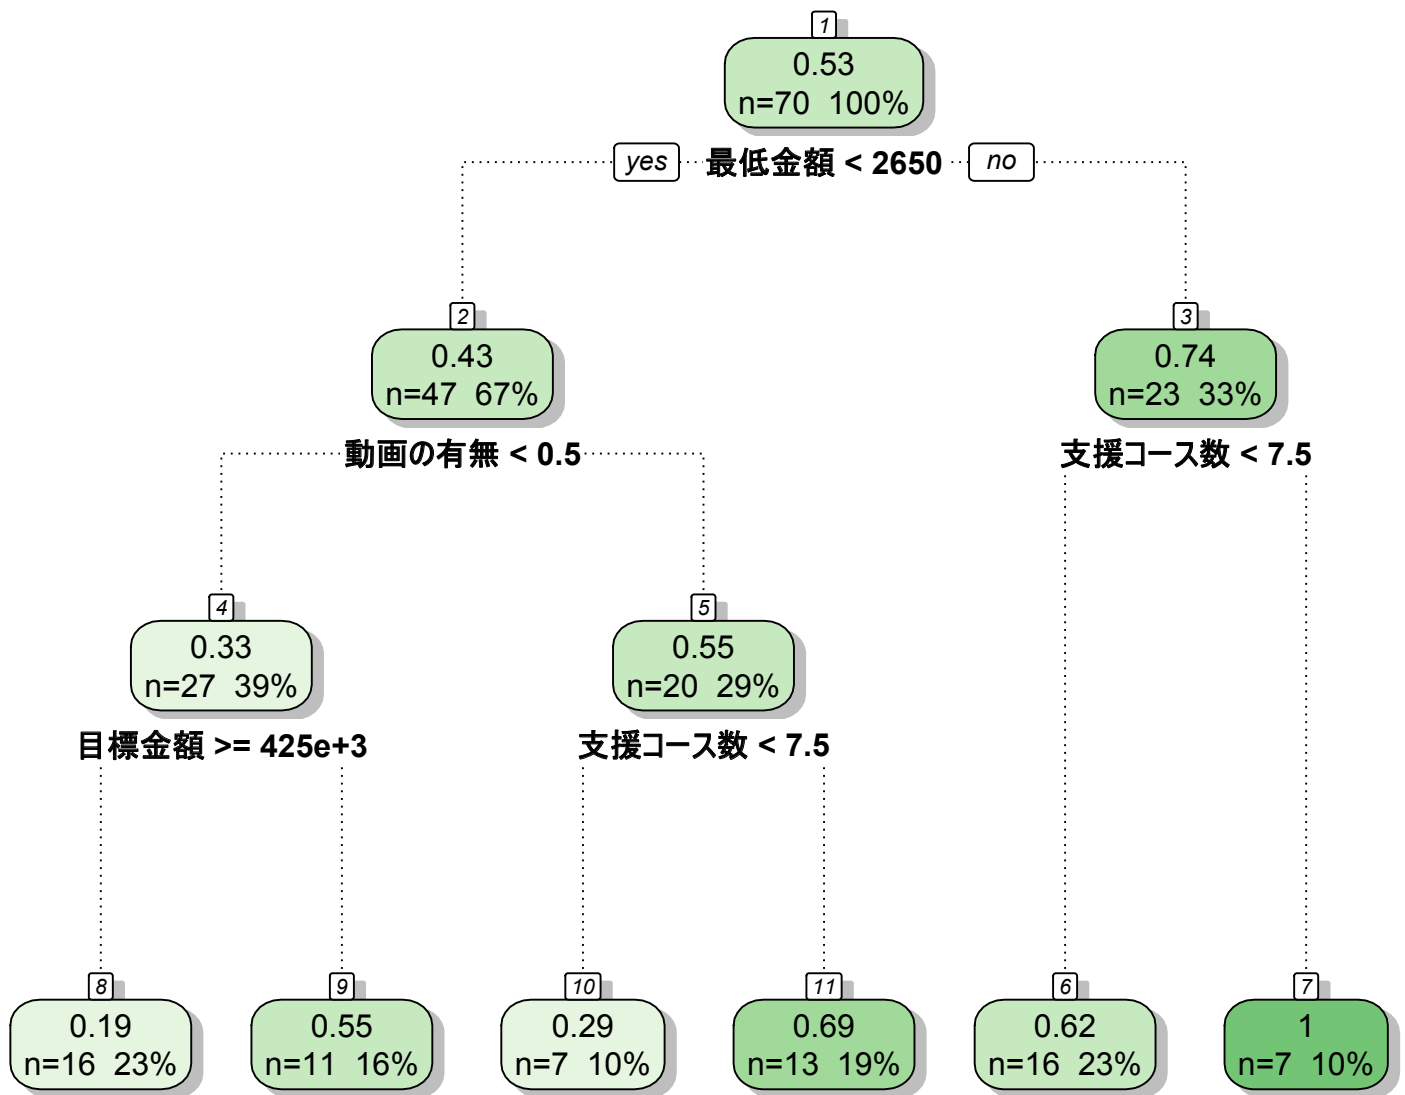 1
0.53
n=70 100%
yes 最低金額 < 2650 no
2
0.43
n=47 67%
3
0.74
n=23 33%
動画の有無 < 0.5
支援コース数 < 7.5
4
0.33
n=27 39%
5
0.55
n=20 29%
目標金額 >= 425e+3
支援コース数 < 7.5
8
0.19
n=16 23%
9
0.55
n=11 16%
10
0.29
n=7 10%
11
0.69
n=13 19%
6
0.62
n=16 23%
7
1
n=7 10%